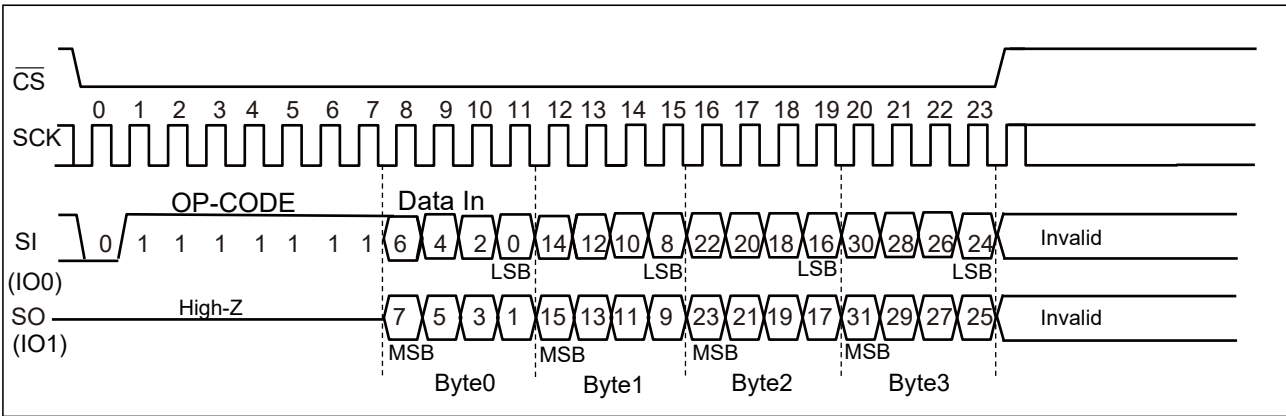 CS
0 1 2 3 4 5 6 7 8 9 10 11 12 13 14 15 16 17 18 19 20 21 22 23
SCK
OP-CODE Data In
SI 0 1 1 1 1 1 1 1 6 4 2 0 14 12 10 8 22 20 18 16 30 28 26 24 Invalid
(IO0) LSB LSB LSB LSB
SO High-Z 7 5 3 1 15 13 11 9 23 21 19 17 31 29 27 25 Invalid
(IO1) MSB MSB MSB MSB
Byte0 Byte1 Byte2 Byte3